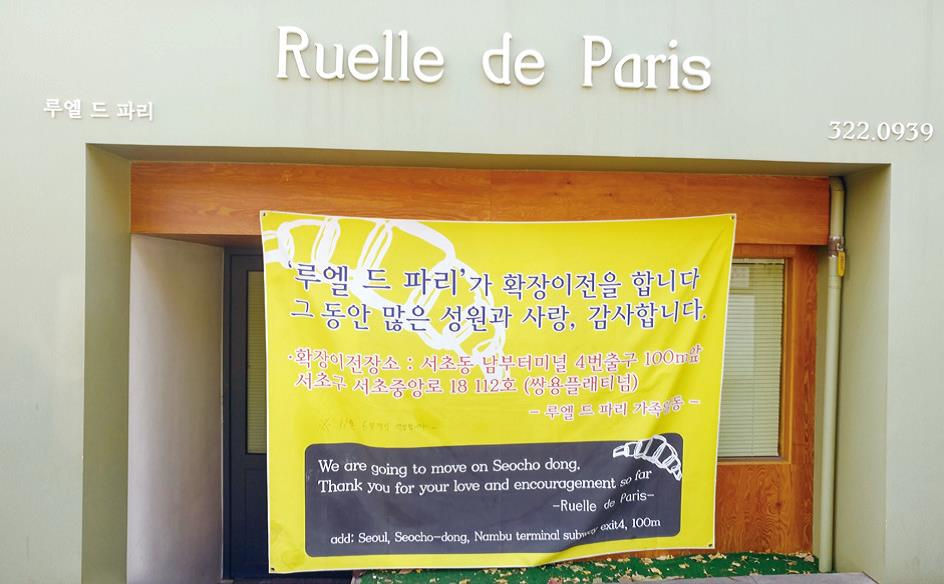 Ruelle de Paris
루엘 드 파리
322.0939
'루엘 드 파리'가 확장이전을 합니다
그 동안 많은 성원과 사랑, 감사합니다.
·확장이전장소 : 서초동 남부터미널 4번출구 100m앞
서초구 서초중앙로 18 112호 (쌍용플래티넘)
- 루엘 드 파리 가족일동 -
We are going to move on Seocho dong,
Thank you for your love and encouragement so far
-Ruelle de Paris-
add: Seoul, Seocho-dong, Nambu terminal subway exit4, 100m